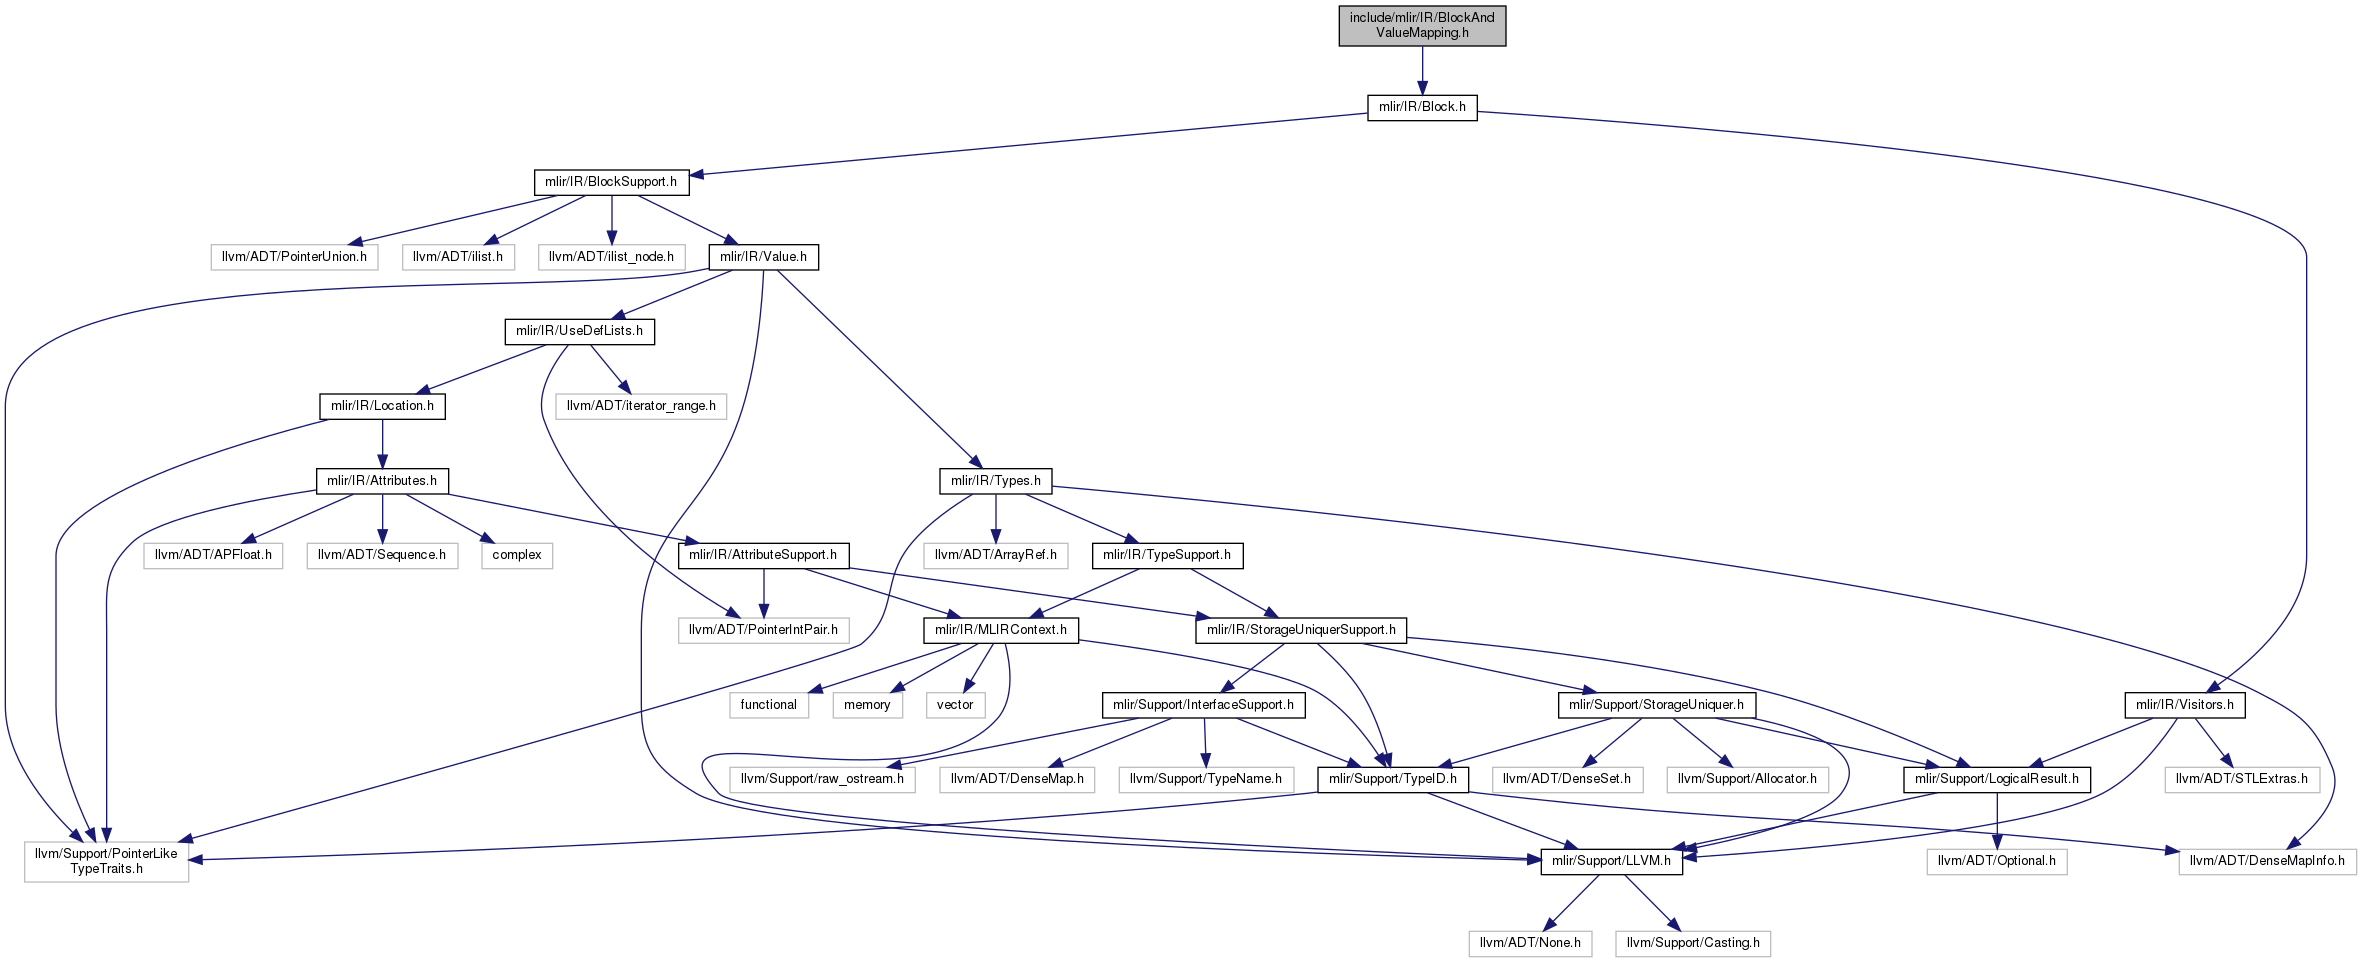 include/mlir/IR/BlockAnd
ValueMapping.h
mlir/IR/Block.h
mlir/IR/BlockSupport.h
llvm/ADT/PointerUnion.h
llvm/ADT/ilist.h
llvm/ADT/ilist_node.h
mlir/IR/Value.h
mlir/IR/UseDefLists.h
mlir/IR/Location.h
llvm/ADT/iterator_range.h
mlir/IR/Attributes.h
mlir/IR/Types.h
llvm/ADT/APFloat.h
llvm/ADT/Sequence.h
complex
mlir/IR/AttributeSupport.h
llvm/ADT/ArrayRef.h
mlir/IR/TypeSupport.h
llvm/ADT/PointerIntPair.h
mlir/IR/MLIRContext.h
mlir/IR/StorageUniquerSupport.h
functional
memory
vector
mlir/Support/InterfaceSupport.h
mlir/Support/StorageUniquer.h
mlir/IR/Visitors.h
llvm/Support/raw_ostream.h
llvm/ADT/DenseMap.h
llvm/Support/TypeName.h
mlir/Support/TypeID.h
llvm/ADT/DenseSet.h
llvm/Support/Allocator.h
mlir/Support/LogicalResult.h
llvm/ADT/STLExtras.h
llvm/Support/PointerLike
TypeTraits.h
mlir/Support/LLVM.h
llvm/ADT/Optional.h
llvm/ADT/DenseMapInfo.h
llvm/ADT/None.h
llvm/Support/Casting.h